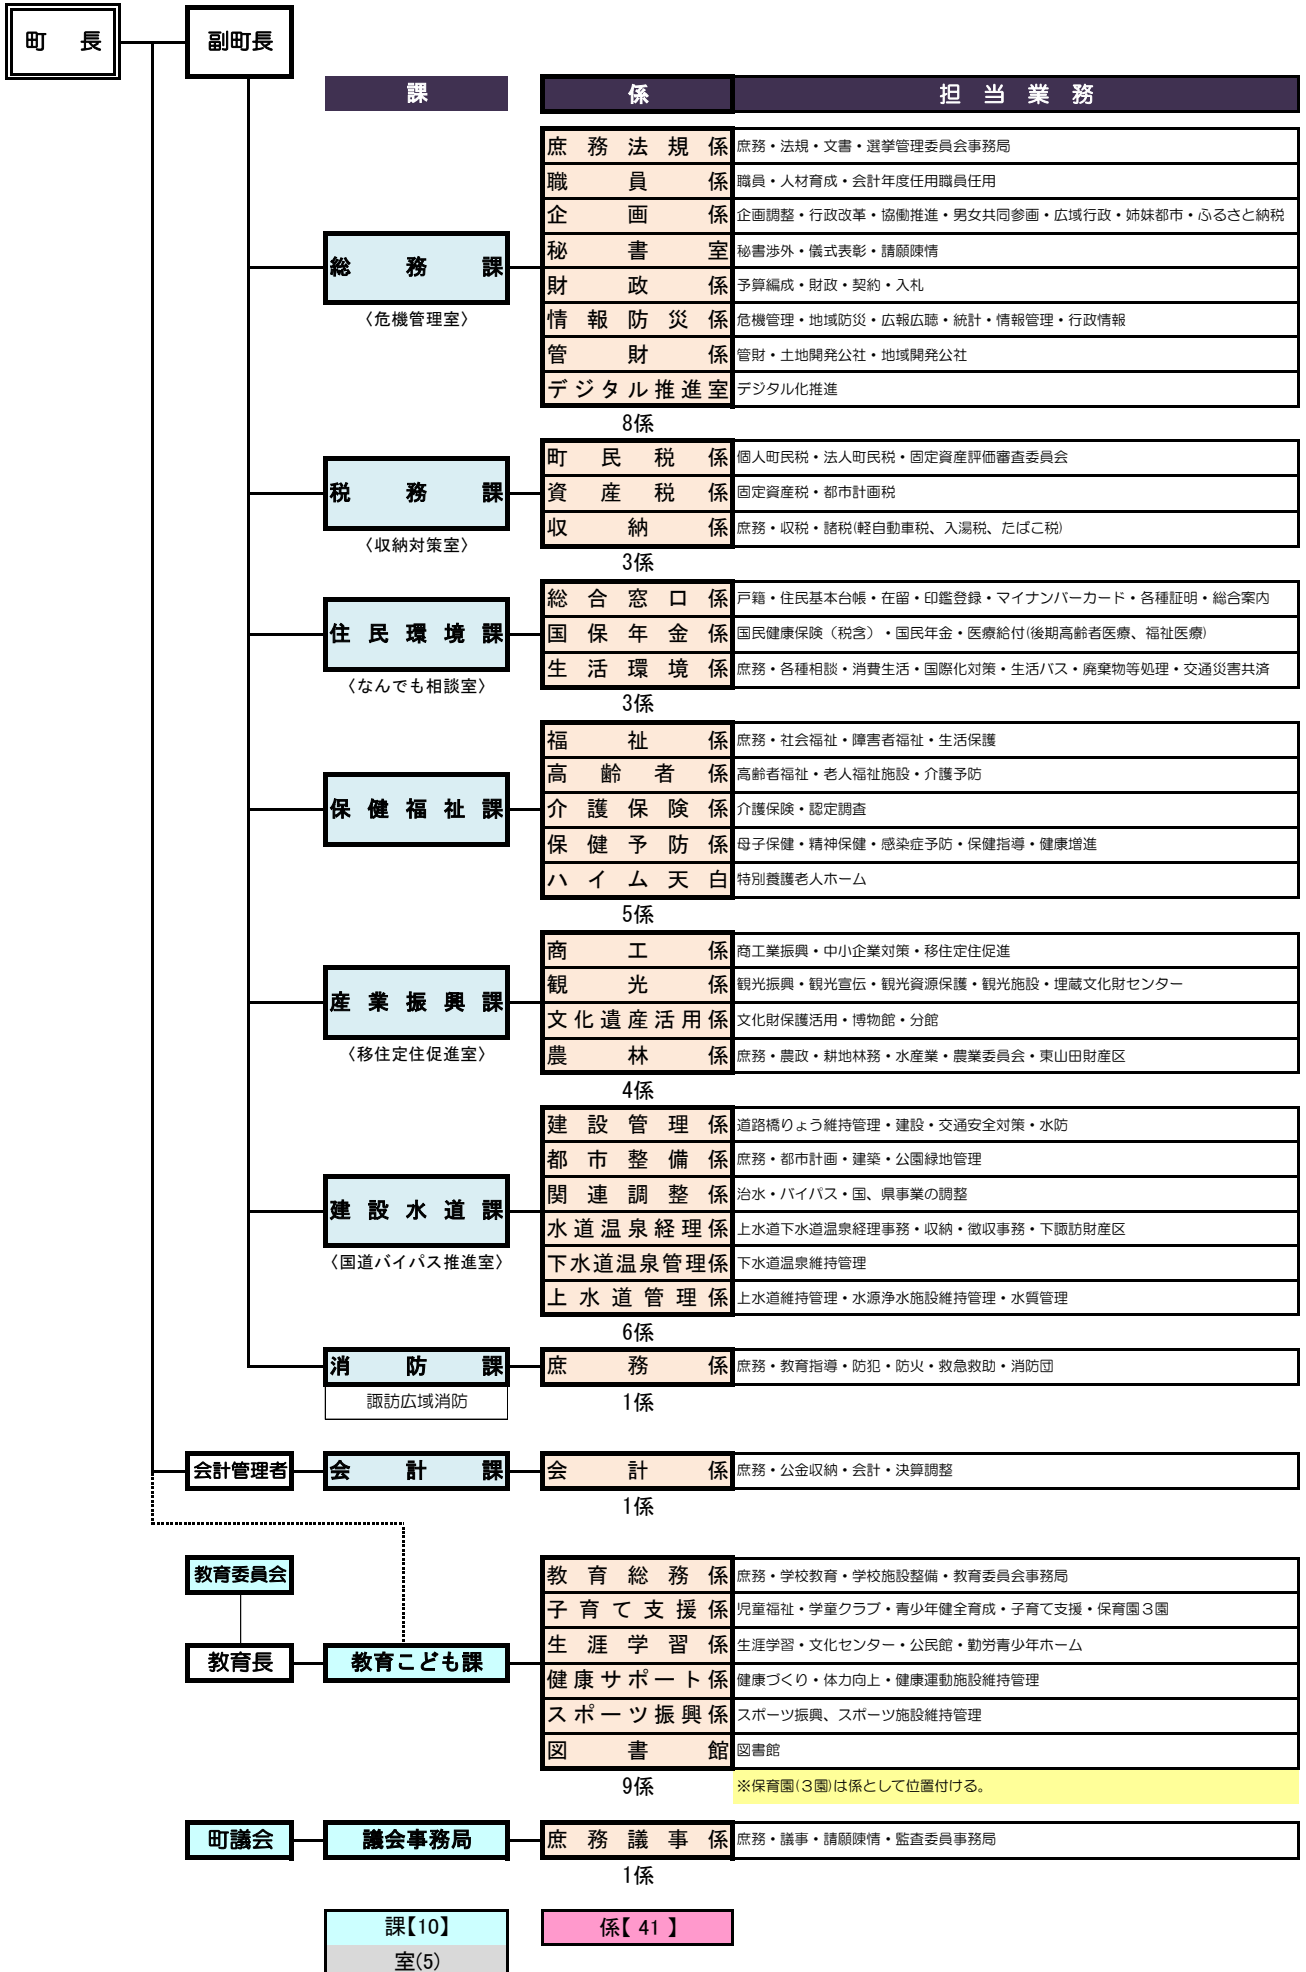 町長
副町長
課 係 担当業務
庶務法規係 庶務・法規・文書・選挙管理委員会事務局
職員係 職員・人材育成・会計年度任用職員任用
企画係 企画調整・行政改革・協働推進・男女共同参画・広域行政・姉妹都市・ふるさと納税
秘書室 秘書渉外・儀式表彰・請願陳情
総務課
財政係 予算編成・財政・契約・入札
〈危機管理室〉
情報防災係 危機管理・地域防災・広報広聴・統計・情報管理・行政情報
管財係 管財・土地開発公社・地域開発公社
デジタル推進室 デジタル化推進
8係
町民税係 個人町民税・法人町民税・固定資産評価審査委員会
税務課
資産税係 固定資産税・都市計画税
収納係 庶務・収税・諸税(軽自動車税、入湯税、たばこ税)
〈収納対策室〉
3係
総合窓口係 戸籍・住民基本台帳・在留・印鑑登録・マイナンバーカード・各種証明・総合案内
住民環境課
国保年金係 国民健康保険（税含）・国民年金・医療給付(後期高齢者医療、福祉医療)
生活環境係 庶務・各種相談・消費生活・国際化対策・生活バス・廃棄物等処理・交通災害共済
〈なんでも相談室〉
3係
福祉係 庶務・社会福祉・障害者福祉・生活保護
高齢者係 高齢者福祉・老人福祉施設・介護予防
保健福祉課
介護保険係 介護保険・認定調査
保健予防係 母子保健・精神保健・感染症予防・保健指導・健康増進
ハイム天白 特別養護老人ホーム
5係
商工係 商工業振興・中小企業対策・移住定住促進
観光係 観光振興・観光宣伝・観光資源保護・観光施設・埋蔵文化財センター
産業振興課
文化遺産活用係 文化財保護活用・博物館・分館
農林係 庶務・農政・耕地林務・水産業・農業委員会・東山田財産区
〈移住定住促進室〉
4係
建設管理係 道路橋りょう維持管理・建設・交通安全対策・水防
都市整備係 庶務・都市計画・建築・公園緑地管理
関連調整係 治水・バイパス・国、県事業の調整
建設水道課
水道温泉経理係 上水道下水道温泉経理事務・収納・徴収事務・下諏訪財産区
〈国道バイパス推進室〉
下水道温泉管理係 下水道温泉維持管理
上水道管理係 上水道維持管理・水源浄水施設維持管理・水質管理
6係
消防課 庶務係 庶務・教育指導・防犯・防火・救急救助・消防団
諏訪広域消防
1係
会計管理者 会計課 会計係 庶務・公金収納・会計・決算調整
1係
教育委員会
教育総務係 庶務・学校教育・学校施設整備・教育委員会事務局
子育て支援係 児童福祉・学童クラブ・青少年健全育成・子育て支援・保育園３園
生涯学習係 生涯学習・文化センター・公民館・勤労青少年ホーム
教育長 教育こども課
健康サポート係 健康づくり・体力向上・健康運動施設維持管理
スポーツ振興係 スポーツ振興、スポーツ施設維持管理
図書館 図書館
9係 ※保育園(３園)は係として位置付ける。
町議会 議会事務局 庶務議事係 庶務・議事・請願陳情・監査委員事務局
1係
課【10】 係【 41 】
室(5)